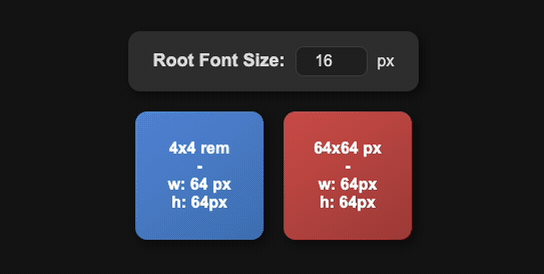 Root Font Size: 16 px
4x4 rem
-
w: 64 px
h: 64px
64x64 px
-
w: 64px
h: 64px